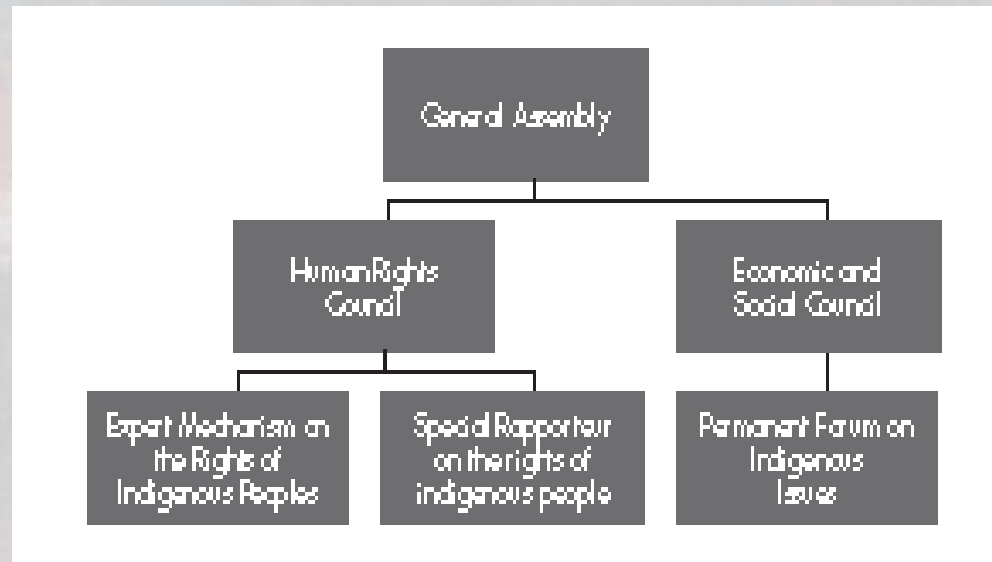 General Assembly
Human Rights
Council
Economic and
Social Council
Expert Mechanism on
the Rights of
Indigenous Peoples
Special Rapporteur
on the rights of
indigenous people
Permanent Forum on
Indigenous
Issues